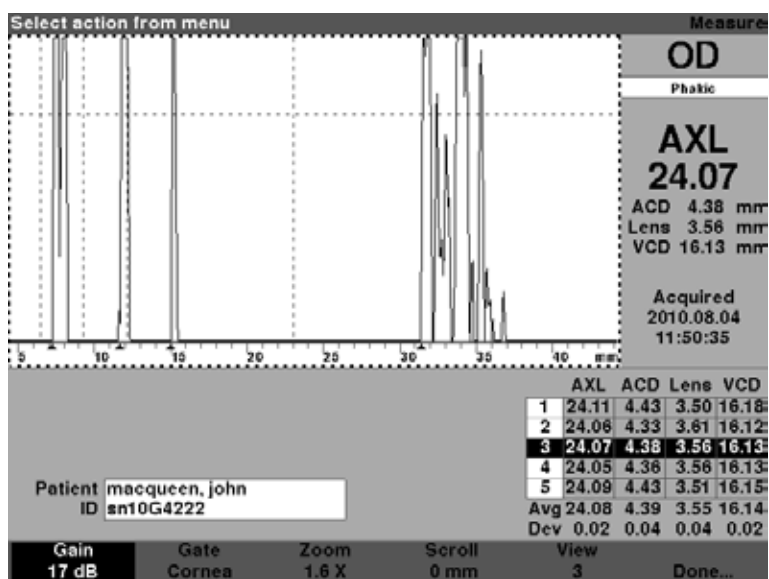 Select action from menu Measure
OD
Phakic
AXL
24.07
ACD 4.38 mm
Lens 3.56 mm
VCD 16.13 mm
Acquired
2010.08.04
11:50:35
5 10 15 20 25 30 35 40 mm
AXL ACD Lens VCD
1 24.11 4.43 3.50 16.18
2 24.06 4.33 3.61 16.12
3 24.07 4.38 3.56 16.13
4 24.05 4.36 3.56 16.13
5 24.09 4.43 3.51 16.15
Avg 24.08 4.39 3.55 16.14
Dev 0.02 0.04 0.04 0.02
Patient macqueen, john
ID sn10G4222
Gain Gate Zoom Scroll View
17 dB Cornea 1.6 X 0 mm 3 Done...